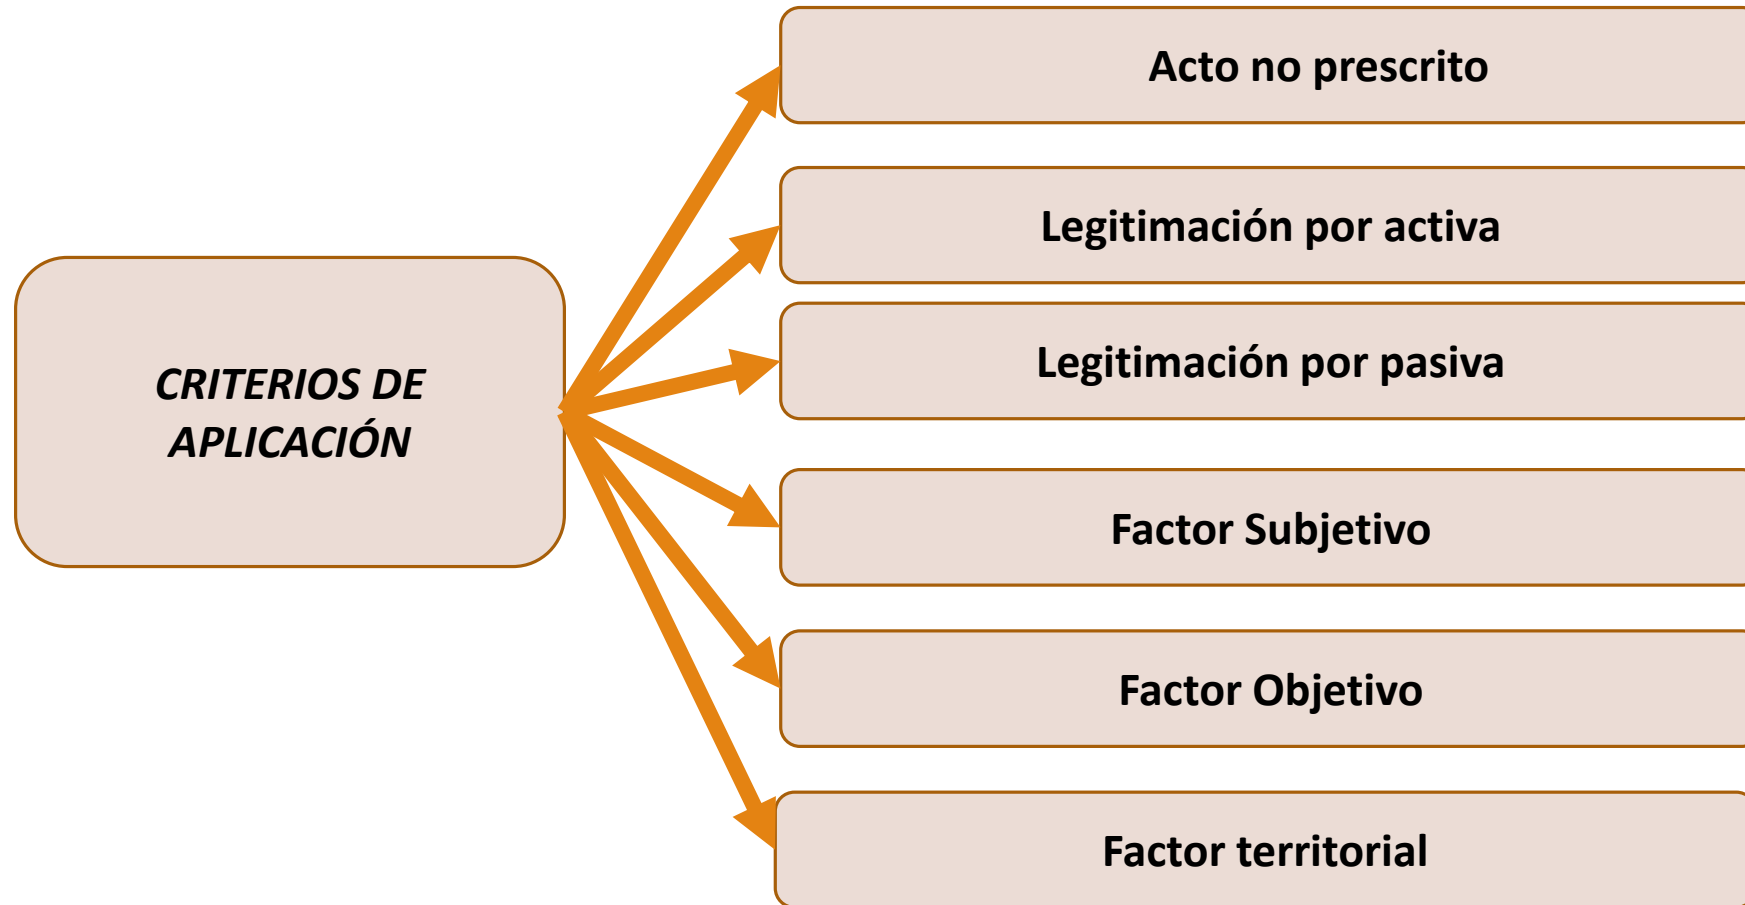 CRITERIOS DE
APLICACIÓN
Acto no prescrito
Legitimación por activa
Legitimación por pasiva
Factor Subjetivo
Factor Objetivo
Factor territorial